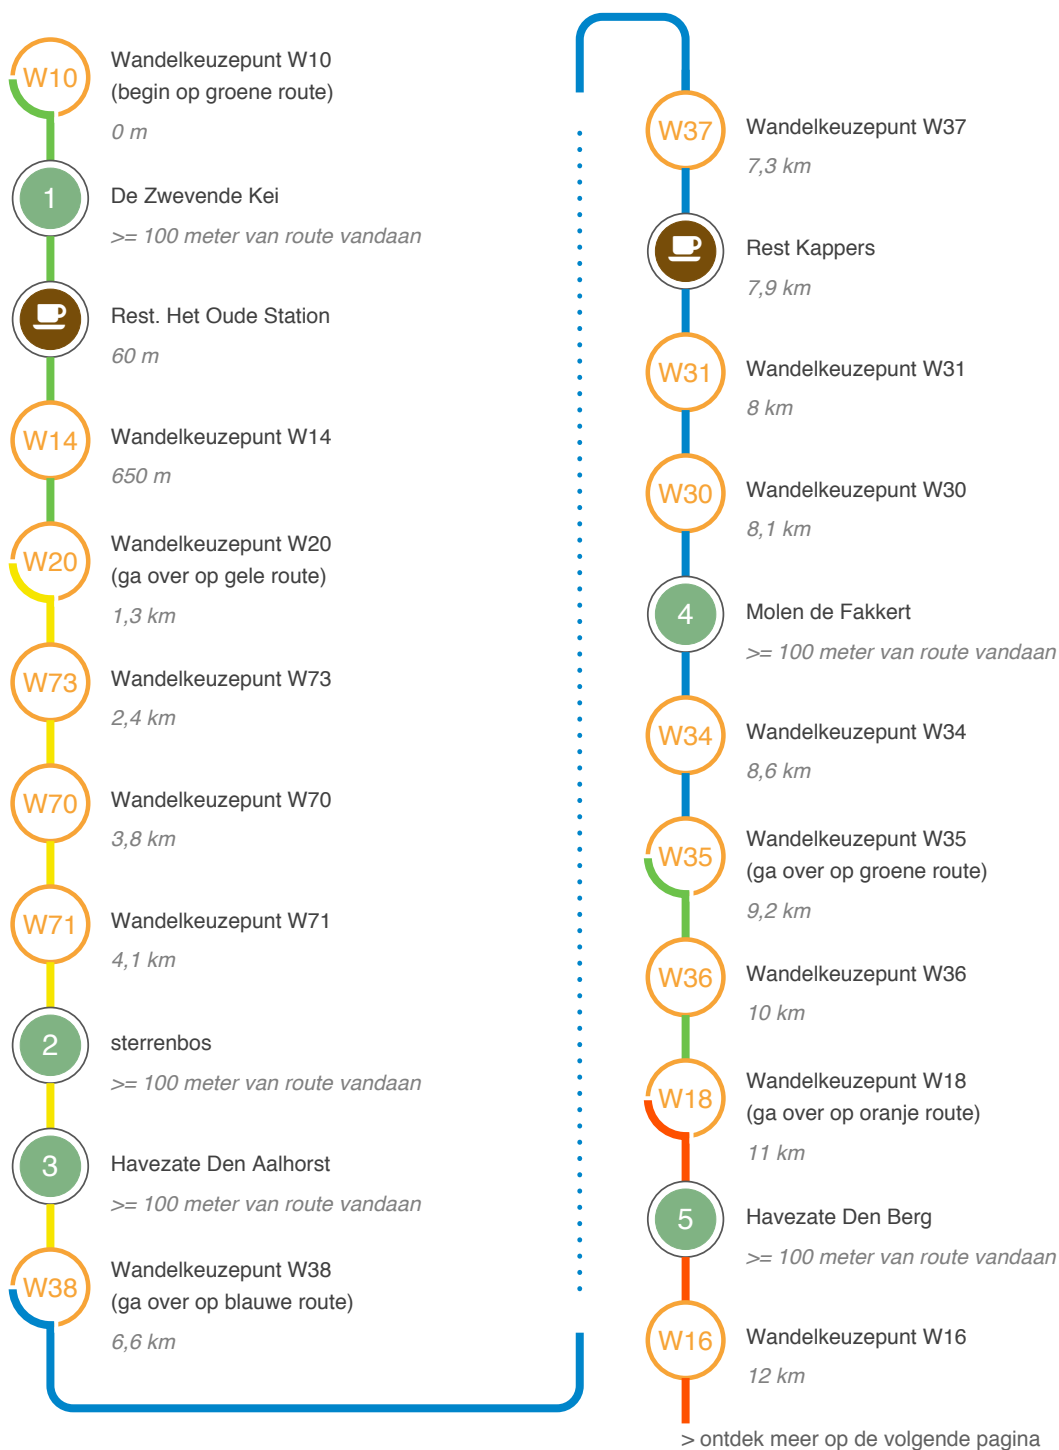 W10
Wandelkeuzepunt W10
(begin op groene route)
0 m
1
De Zwevende Kei
>= 100 meter van route vandaan
Rest. Het Oude Station
60 m
W14
Wandelkeuzepunt W14
650 m
W20
Wandelkeuzepunt W20
(ga over op gele route)
1,3 km
W73
Wandelkeuzepunt W73
2,4 km
W70
Wandelkeuzepunt W70
3,8 km
W71
Wandelkeuzepunt W71
4,1 km
2
sterrenbos
>= 100 meter van route vandaan
3
Havezate Den Aalhorst
>= 100 meter van route vandaan
W38
Wandelkeuzepunt W38
(ga over op blauwe route)
6,6 km
W37
Wandelkeuzepunt W37
7,3 km
Rest Kappers
7,9 km
W31
Wandelkeuzepunt W31
8 km
W30
Wandelkeuzepunt W30
8,1 km
4
Molen de Fakkert
>= 100 meter van route vandaan
W34
Wandelkeuzepunt W34
8,6 km
W35
Wandelkeuzepunt W35
(ga over op groene route)
9,2 km
W36
Wandelkeuzepunt W36
10 km
W18
Wandelkeuzepunt W18
(ga over op oranje route)
11 km
5
Havezate Den Berg
>= 100 meter van route vandaan
W16
Wandelkeuzepunt W16
12 km
> ontdek meer op de volgende pagina